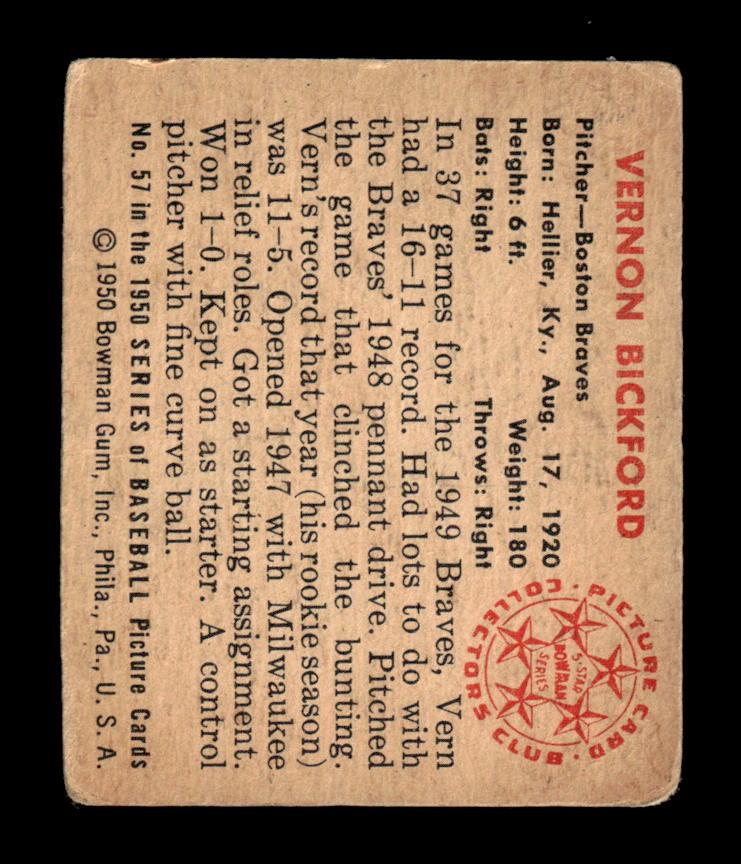 VERNON BICKFORD
Pitcher—Boston Braves
Born: Hellier, Ky., Aug. 17, 1920
Height: 6 ft. Weight: 180
Bats: Right Throws: Right
In 37 games for the 1949 Braves, Vern
had a 16–11 record. Had lots to do with
the Braves' 1948 pennant drive. Pitched
the game that clinched the bunting.
Vern's record that year (his rookie season)
was 11–5. Opened 1947 with Milwaukee
in relief roles. Got a starting assignment.
Won 1–0. Kept on as starter. A control
pitcher with fine curve ball.
No. 57 in the 1950 SERIES of BASEBALL Picture Cards
© 1950 Bowman Gum, Inc., Phila., Pa., U. S. A.
PICTURE CARD
COLLECTORS CLUB
5-STAR
BOWMAN
SERIES